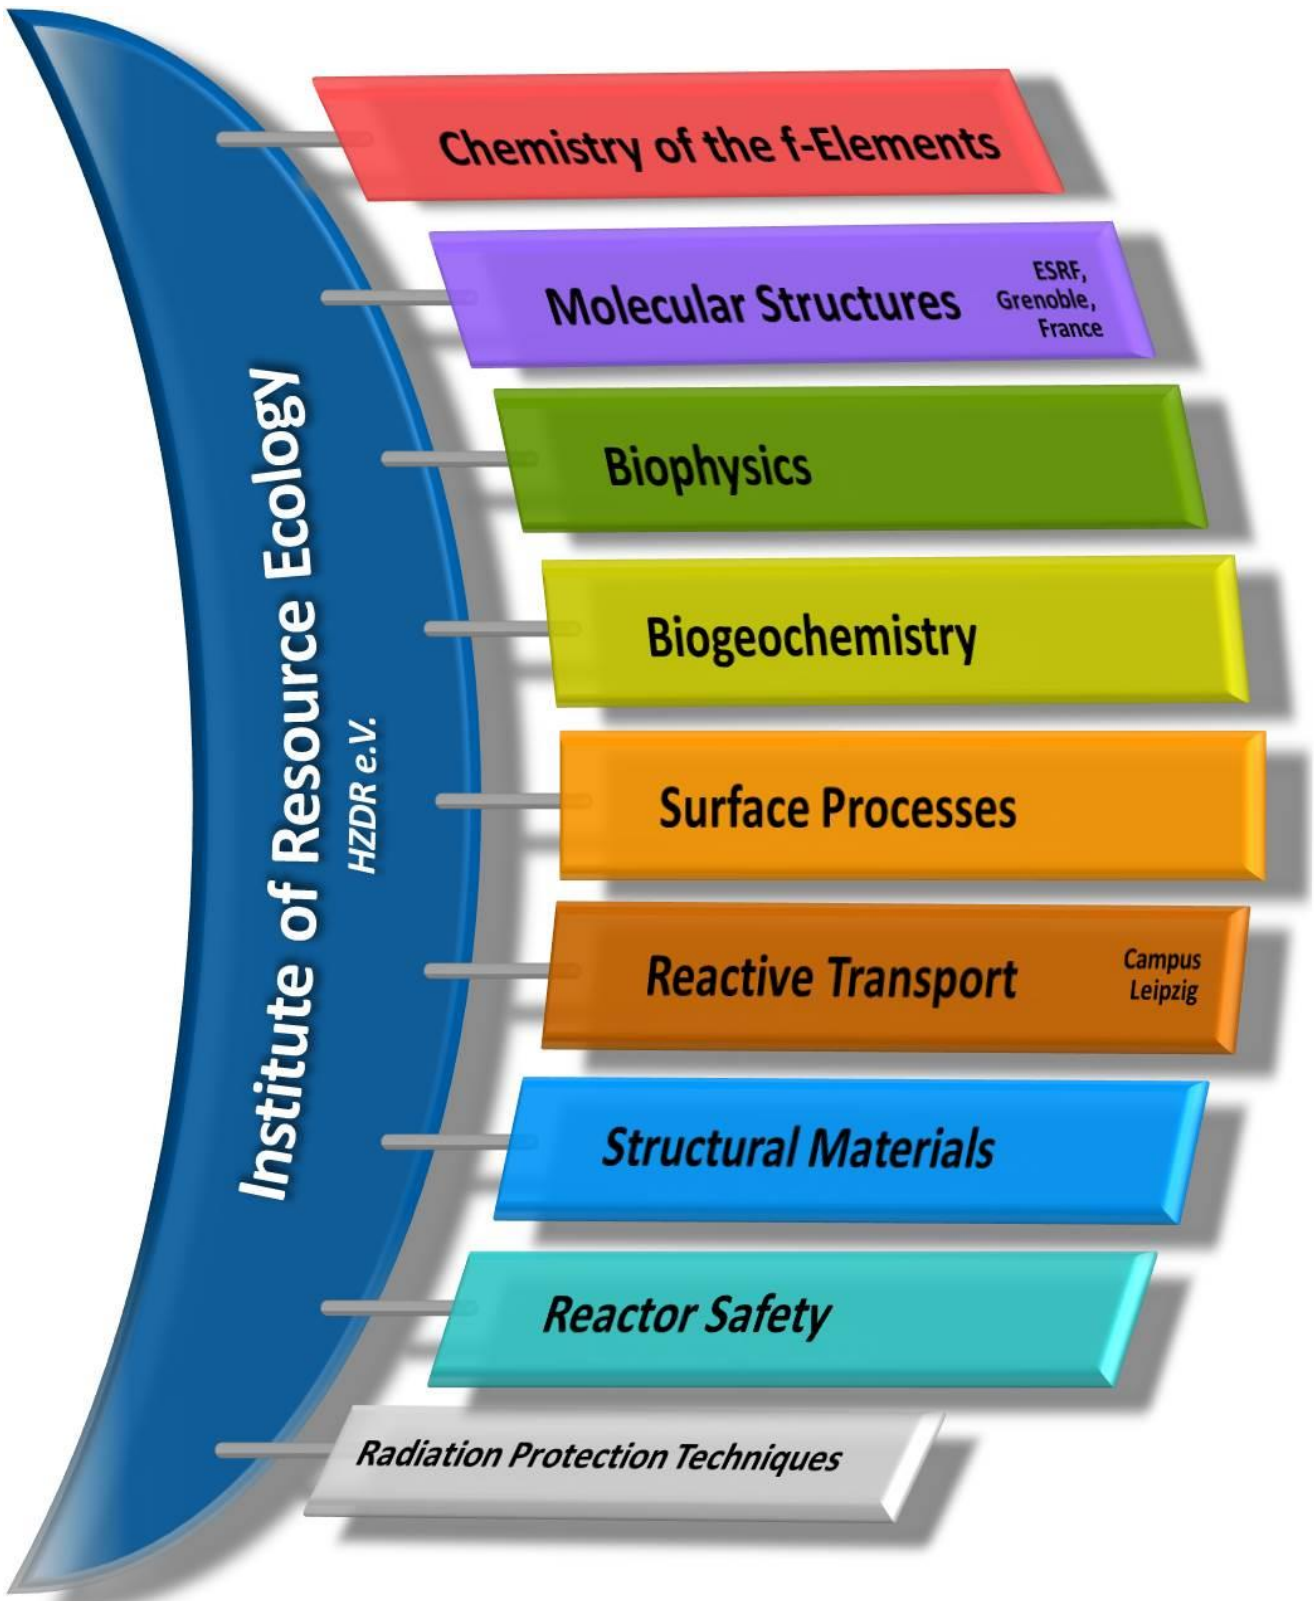 Institute of Resource Ecology
HZDR e.V.
Chemistry of the f-Elements
Molecular Structures
ESRF,
Grenoble,
France
Biophysics
Biogeochemistry
Surface Processes
Reactive Transport
Campus
Leipzig
Structural Materials
Reactor Safety
Radiation Protection Techniques